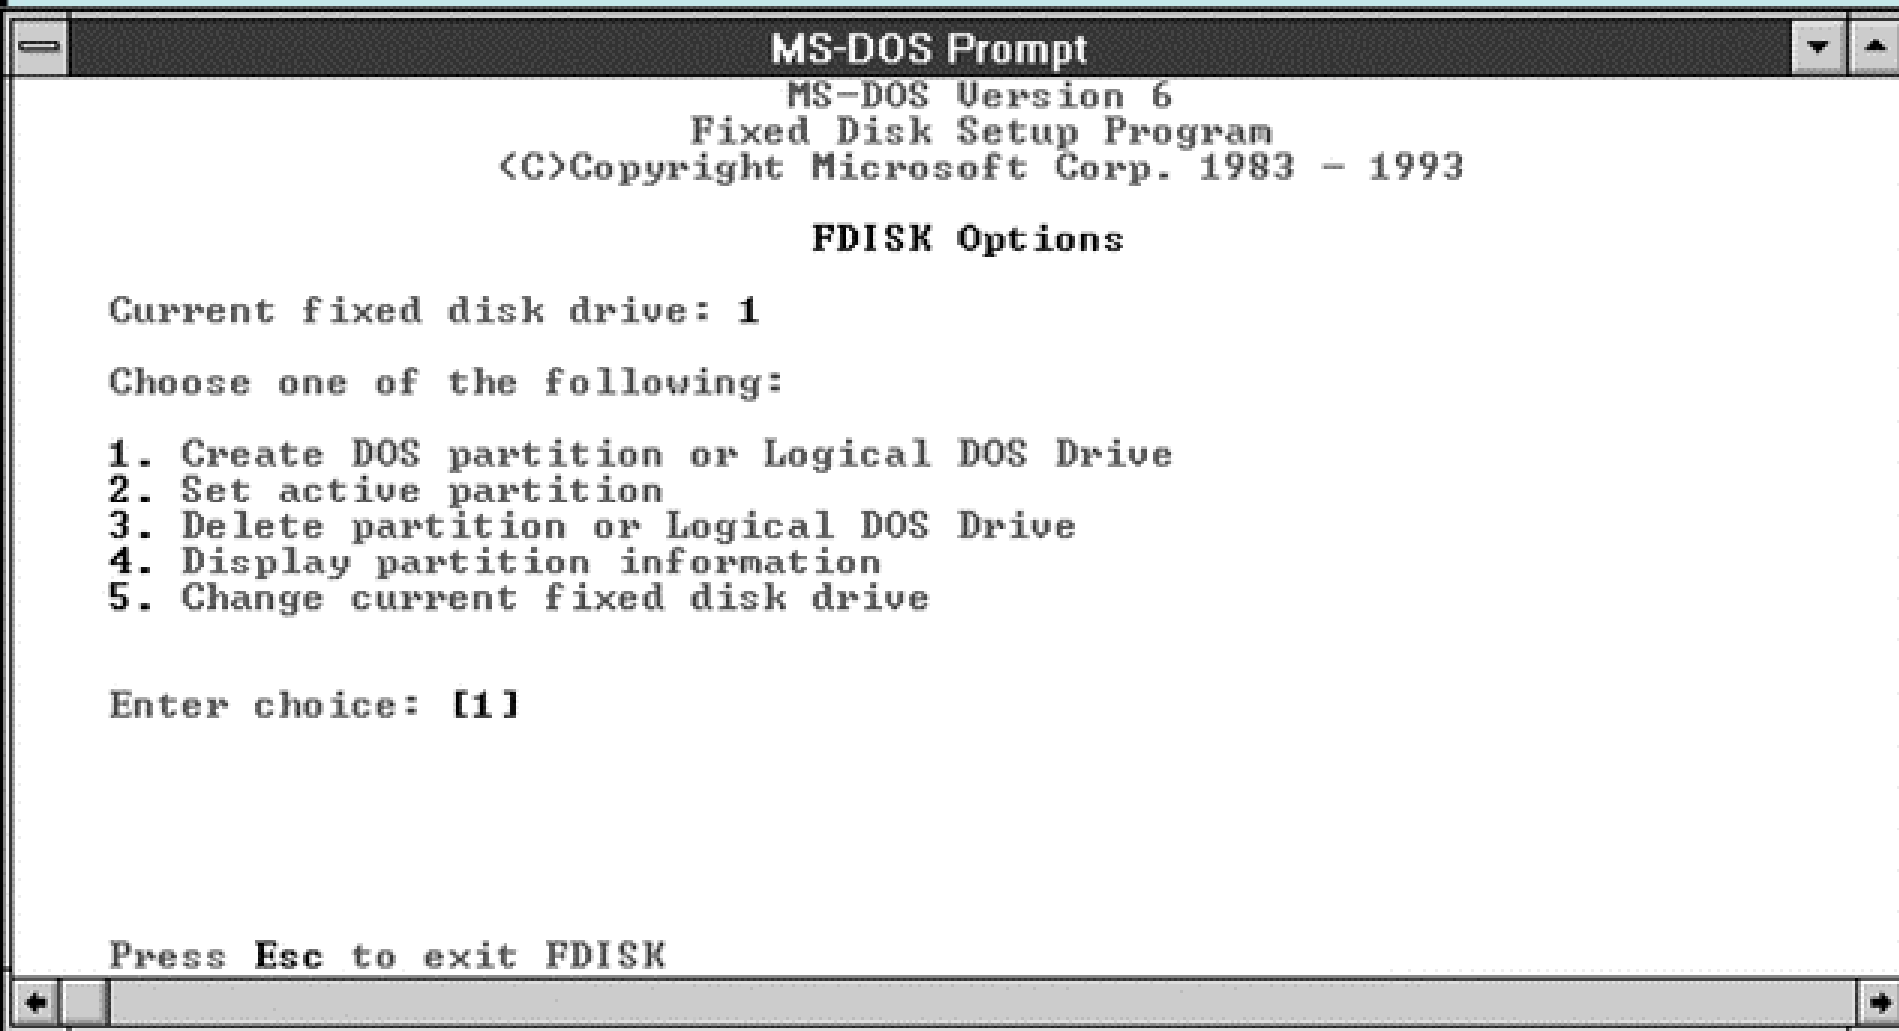 MS-DOS Prompt
MS-DOS Version 6
Fixed Disk Setup Program
(C)Copyright Microsoft Corp. 1983 - 1993
FDISK Options
Current fixed disk drive: 1
Choose one of the following:
1. Create DOS partition or Logical DOS Drive
2. Set active partition
3. Delete partition or Logical DOS Drive
4. Display partition information
5. Change current fixed disk drive
Enter choice: [1]
Press Esc to exit FDISK